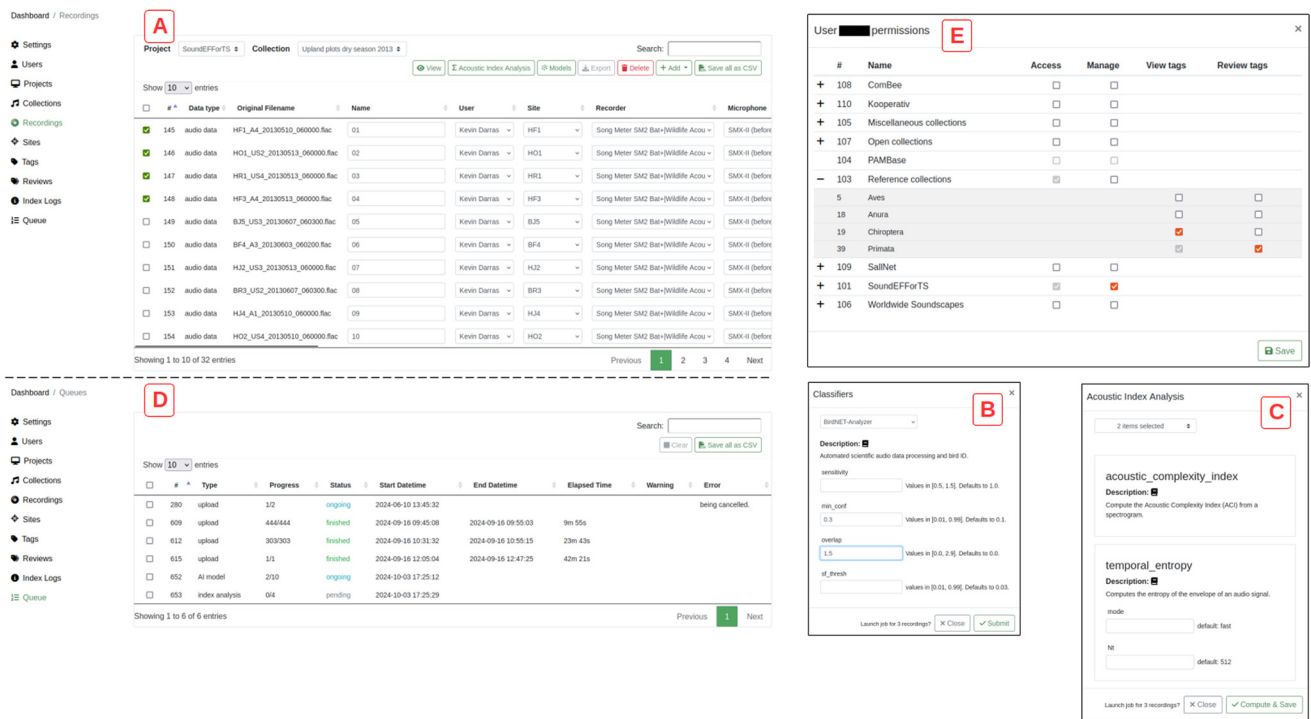 Dashboard / Recordings
Settings
Users
Projects
Collections
Recordings
Sites
Tags
Reviews
Index Logs
Queue
A
Project SoundEFForTS Collection Upland plots dry season 2013 Search:
View Σ Acoustic Index Analysis Models Export Delete + Add Save all as CSV
Show 10 entries
# Data type Original Filename Name User Site Recorder Microphone
145 audio data HF1_A4_20130510_060000.flac 01 Kevin Darras HF1 Song Meter SM2 Bat+|Wildlife Acou SMX-II (before
146 audio data HO1_US2_20130513_060000.flac 02 Kevin Darras HO1 Song Meter SM2 Bat+|Wildlife Acou SMX-II (before
147 audio data HR1_US4_20130513_060000.flac 03 Kevin Darras HR1 Song Meter SM2 Bat+|Wildlife Acou SMX-II (before
148 audio data HF3_A4_20130513_060000.flac 04 Kevin Darras HF3 Song Meter SM2 Bat+|Wildlife Acou SMX-II (before
149 audio data BJ5_US3_20130607_060300.flac 05 Kevin Darras BJ5 Song Meter SM2 Bat+|Wildlife Acou SMX-II (before
150 audio data BF4_A3_20130603_060200.flac 06 Kevin Darras BF4 Song Meter SM2 Bat+|Wildlife Acou SMX-II (before
151 audio data HJ2_US3_20130513_060000.flac 07 Kevin Darras HJ2 Song Meter SM2 Bat+|Wildlife Acou SMX-II (before
152 audio data BR3_US2_20130607_060300.flac 08 Kevin Darras BR3 Song Meter SM2 Bat+|Wildlife Acou SMX-II (before
153 audio data HJ4_A1_20130510_060000.flac 09 Kevin Darras HJ4 Song Meter SM2 Bat+|Wildlife Acou SMX-II (before
154 audio data HO2_US4_20130510_060000.flac 10 Kevin Darras HO2 Song Meter SM2 Bat+|Wildlife Acou SMX-II (before
Showing 1 to 10 of 32 entries Previous 1 2 3 4 Next
User permissions
E
# Name Access Manage View tags Review tags
+ 108 ComBee
+ 110 Kooperativ
+ 105 Miscellaneous collections
+ 107 Open collections
104 PAMBase
− 103 Reference collections
5 Aves
18 Anura
19 Chiroptera
39 Primata
+ 109 SallNet
+ 101 SoundEFForTS
+ 106 Worldwide Soundscapes
Save
Dashboard / Queues
Settings
Users
Projects
Collections
Recordings
Sites
Tags
Reviews
Index Logs
Queue
D
Search:
Clear Save all as CSV
Show 10 entries
# Type Progress Status Start Datetime End Datetime Elapsed Time Warning Error
280 upload 1/2 ongoing 2024-06-10 13:45:32 being cancelled.
609 upload 444/444 finished 2024-09-16 09:45:08 2024-09-16 09:55:03 9m 55s
612 upload 303/303 finished 2024-09-16 10:31:32 2024-09-16 10:55:15 23m 43s
615 upload 1/1 finished 2024-09-16 12:05:04 2024-09-16 12:47:25 42m 21s
652 AI model 2/10 ongoing 2024-10-03 17:25:12
653 index analysis 0/4 pending 2024-10-03 17:25:29
Showing 1 to 6 of 6 entries Previous 1 Next
Classifiers
B
BirdNET-Analyzer
Description:
Automated scientific audio data processing and bird ID.
sensitivity
Values in [0.5, 1.5]. Defaults to 1.0.
min_conf
0.3 Values in [0.01, 0.99]. Defaults to 0.1.
overlap
1.5 Values in [0.0, 2.9]. Defaults to 0.0.
sf_thresh
values in [0.01, 0.99]. Defaults to 0.03.
Launch job for 3 recordings? Close Submit
Acoustic Index Analysis
C
2 items selected
acoustic_complexity_index
Description:
Compute the Acoustic Complexity Index (ACI) from a
spectrogram.
temporal_entropy
Description:
Computes the entropy of the envelope of an audio signal.
mode
default: fast
Nt
default: 512
Launch job for 3 recordings? Close Compute & Save